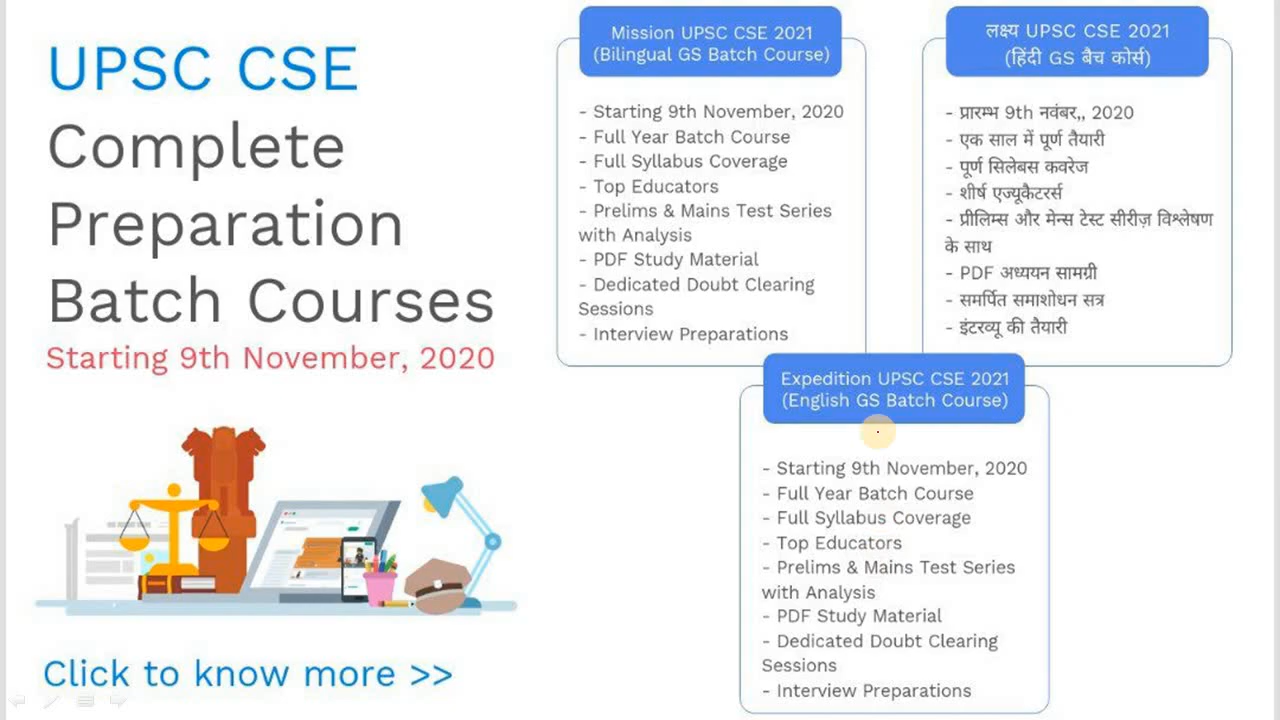 UPSC CSE
Complete
Preparation
Batch Courses
Starting 9th November, 2020
Click to know more >>
Mission UPSC CSE 2021
(Bilingual GS Batch Course)
- Starting 9th November, 2020
- Full Year Batch Course
- Full Syllabus Coverage
- Top Educators
- Prelims & Mains Test Series
with Analysis
- PDF Study Material
- Dedicated Doubt Clearing
Sessions
- Interview Preparations
लक्ष्य UPSC CSE 2021
(हिंदी GS बैच कोर्स)
- प्रारम्भ 9th नवंबर,, 2020
- एक साल में पूर्ण तैयारी
- पूर्ण सिलेबस कवरेज
- शीर्ष एज्यूकैटरर्स
- प्रीलिम्स और मेन्स टेस्ट सीरीज़ विश्लेषण
के साथ
- PDF अध्ययन सामग्री
- समर्पित समाशोधन सत्र
- इंटरव्यू की तैयारी
Expedition UPSC CSE 2021
(English GS Batch Course)
- Starting 9th November, 2020
- Full Year Batch Course
- Full Syllabus Coverage
- Top Educators
- Prelims & Mains Test Series
with Analysis
- PDF Study Material
- Dedicated Doubt Clearing
Sessions
- Interview Preparations